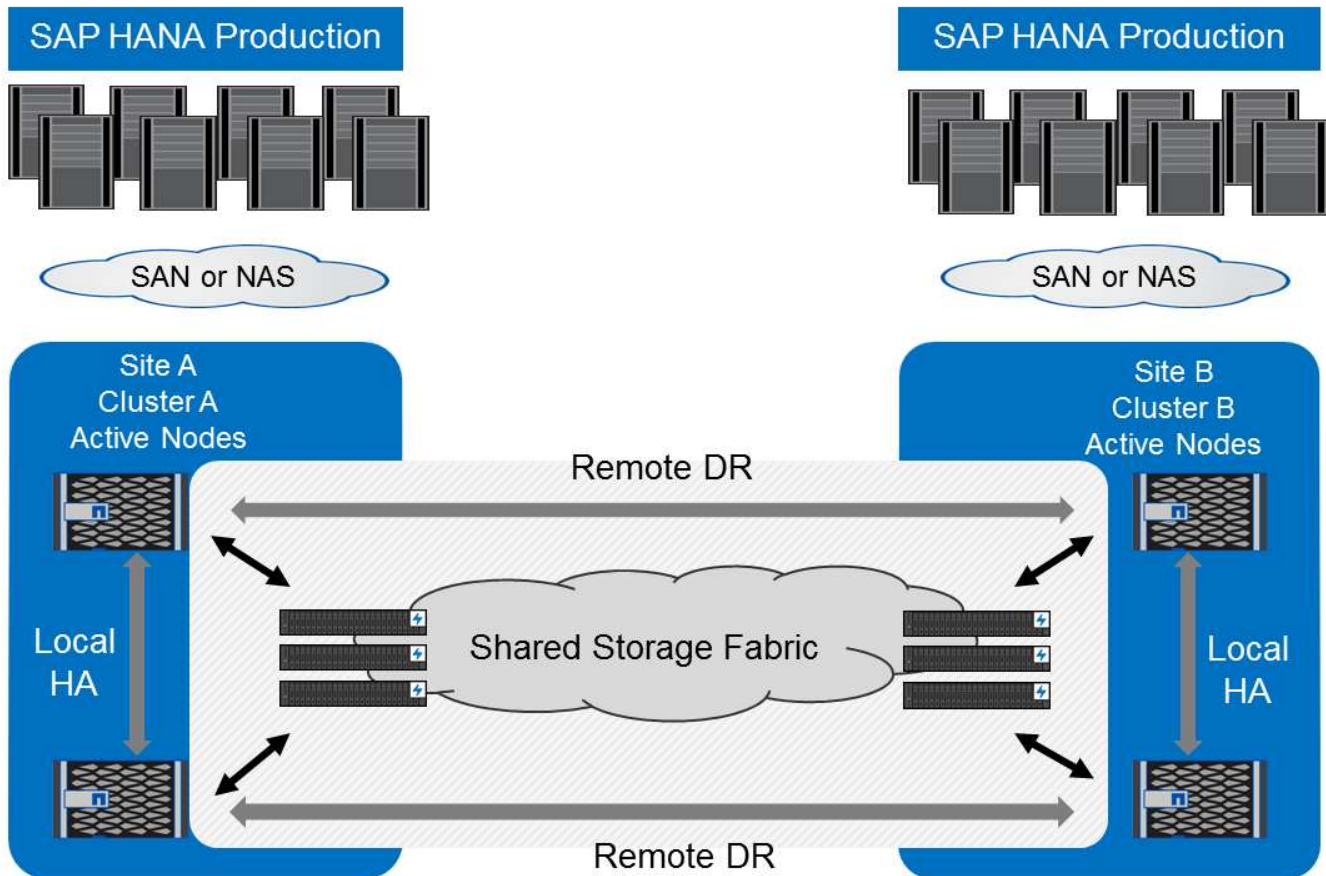 SAP HANA Production
SAP HANA Production
SAN or NAS
SAN or NAS
Site A
Cluster A
Active Nodes
Site B
Cluster B
Active Nodes
Remote DR
Local
HA
Shared Storage Fabric
Local
HA
Remote DR